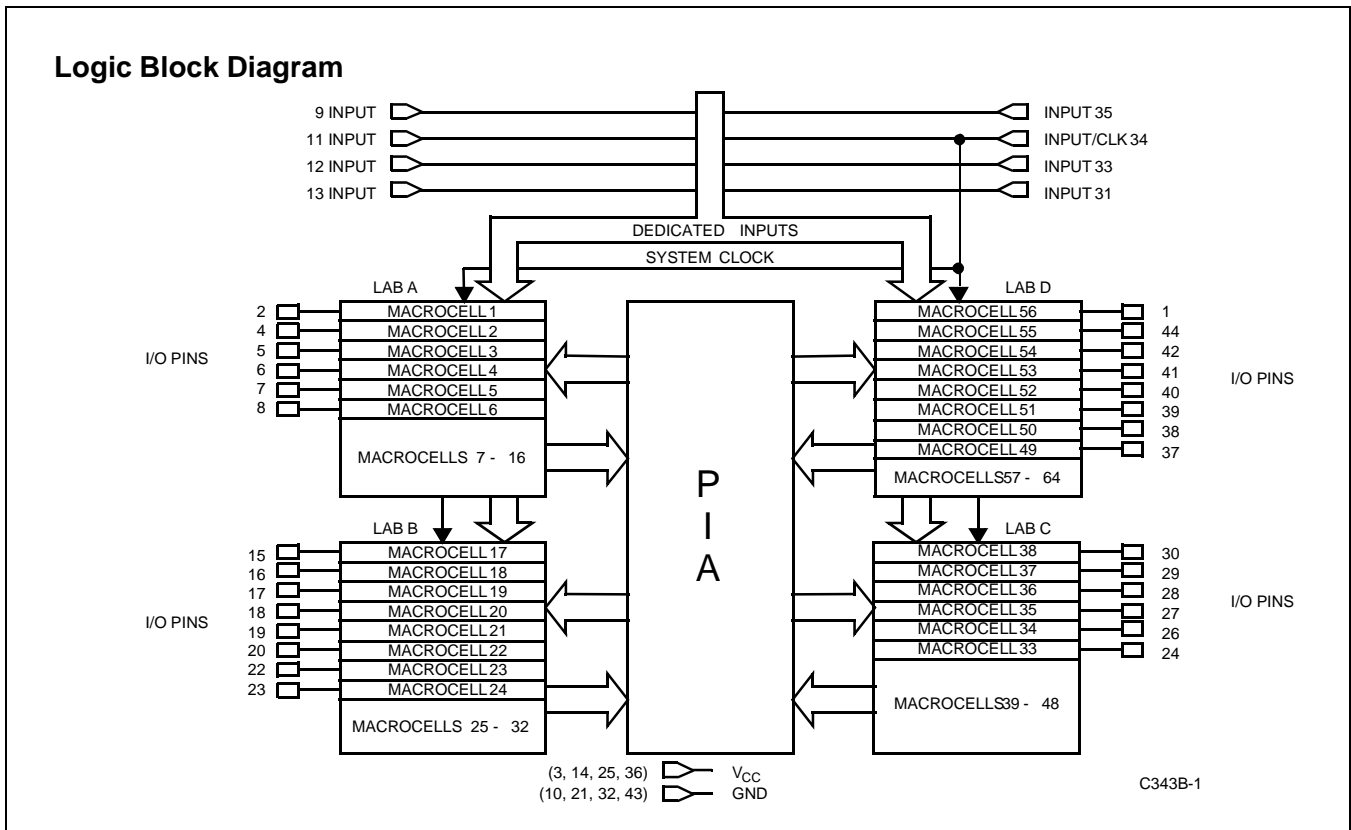 Logic Block Diagram
9 INPUT
INPUT 35
11 INPUT
INPUT/CLK 34
12 INPUT
INPUT 33
13 INPUT
INPUT 31
DEDICATED INPUTS
SYSTEM CLOCK
LAB A
LAB D
2
MACROCELL 1
MACROCELL 56
1
4
MACROCELL 2
MACROCELL 55
44
5
MACROCELL 3
MACROCELL 54
42
I/O PINS
6
MACROCELL 4
MACROCELL 53
41
I/O PINS
7
MACROCELL 5
MACROCELL 52
40
8
MACROCELL 6
MACROCELL 51
39
MACROCELL 50
38
MACROCELL 49
37
MACROCELLS 7 - 16
MACROCELLS57 - 64
P
I
A
LAB B
LAB C
15
MACROCELL 17
MACROCELL 38
30
16
MACROCELL 18
MACROCELL 37
29
17
MACROCELL 19
MACROCELL 36
28
18
MACROCELL 20
MACROCELL 35
27
I/O PINS
I/O PINS
19
MACROCELL 21
MACROCELL 34
26
20
MACROCELL 22
MACROCELL 33
24
22
MACROCELL 23
23
MACROCELL 24
MACROCELLS 25 - 32
MACROCELLS39 - 48
(3, 14, 25, 36)
VCC
(10, 21, 32, 43)
GND
C343B-1